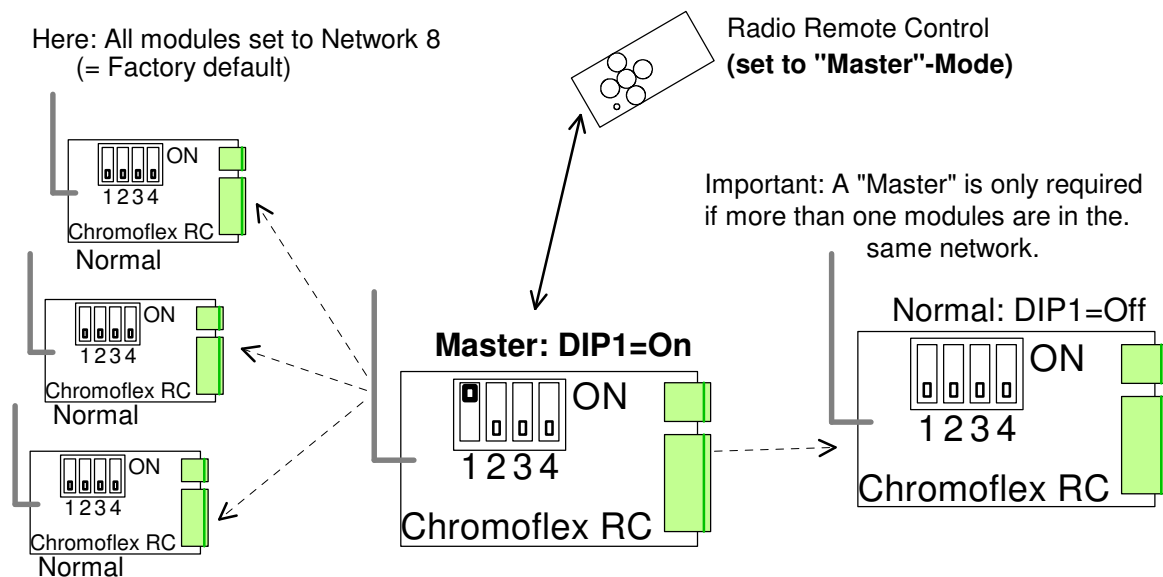 Here: All modules set to Network 8
(= Factory default)
Radio Remote Control
(set to "Master"-Mode)
ON
1234
Chromoflex RC
Normal
Important: A "Master" is only required
if more than one modules are in the.
same network.
ON
1234
Chromoflex RC
Normal
Master: DIP1=On
ON
1234
Chromoflex RC
Normal: DIP1=Off
ON
1234
Chromoflex RC
ON
1234
Chromoflex RC
Normal